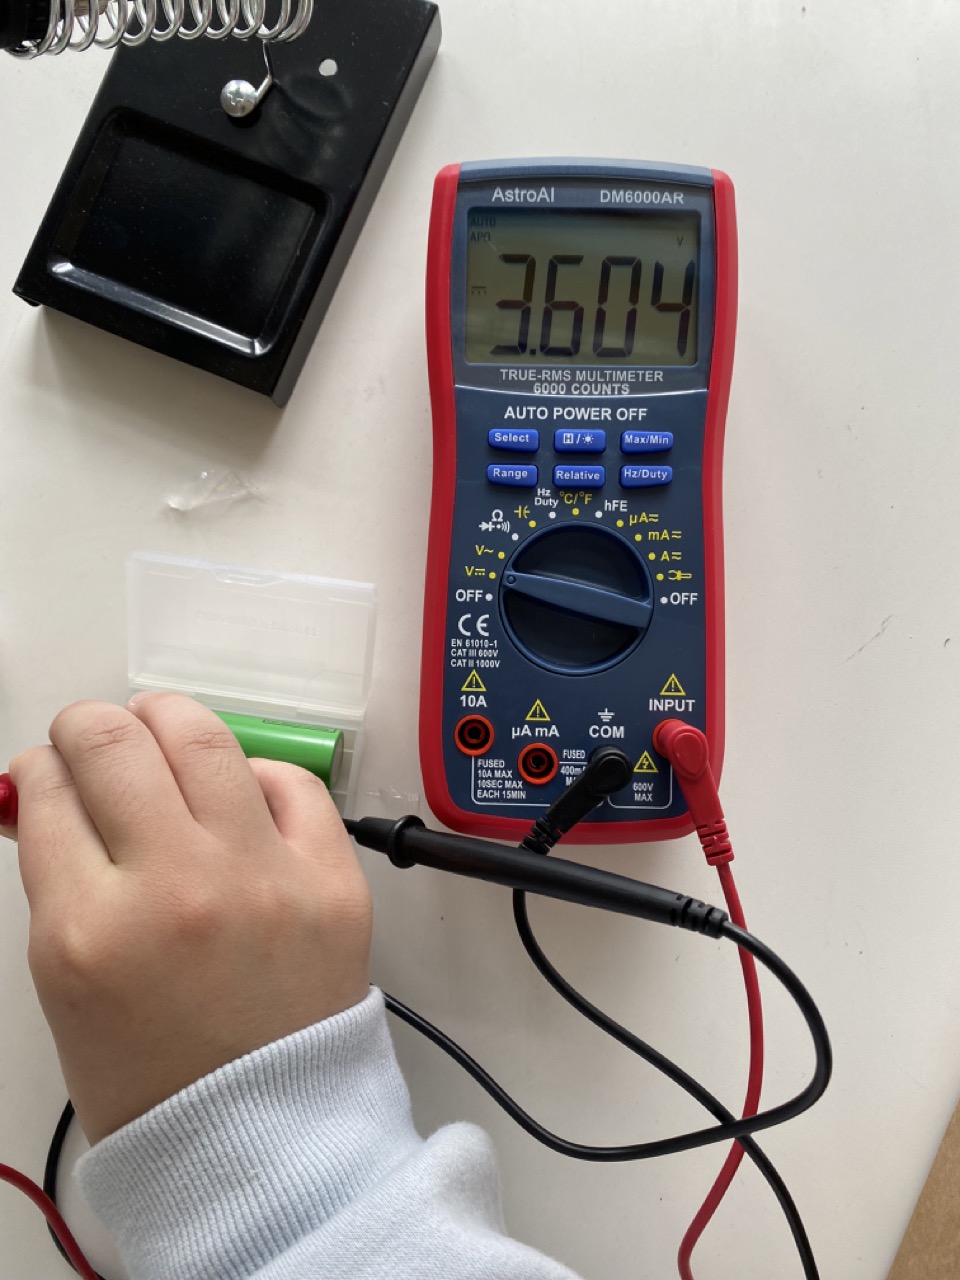 AstroAI DM6000AR
AUTO
APO
V
3.604
TRUE-RMS MULTIMETER
6000 COUNTS
AUTO POWER OFF
Select H/☀ Max/Min
Range Relative Hz/Duty
Hz
Duty °C/°F hFE
Ω µA
mA
V~ A
V
OFF OFF
CE
EN 61010-1
CAT III 600V
CAT II 1000V
10A µA mA COM INPUT
FUSED
10A MAX
10SEC MAX
EACH 15MIN
FUSED
600V
MAX